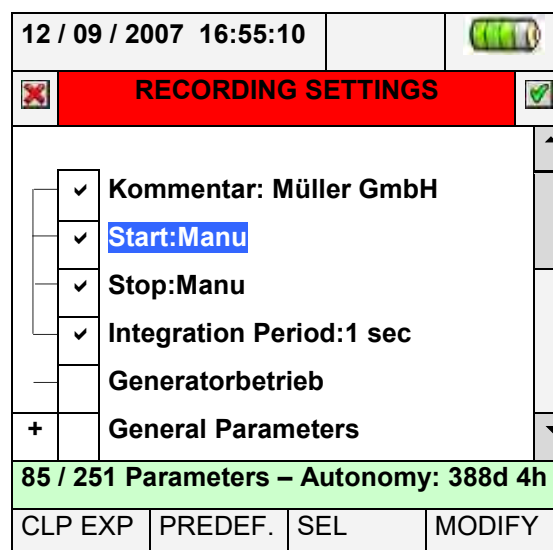 12 / 09 / 2007 16:55:10
RECORDING SETTINGS
Kommentar: Müller GmbH
Start:Manu
Stop:Manu
Integration Period:1 sec
Generatorbetrieb
+ General Parameters
85 / 251 Parameters – Autonomy: 388d 4h
CLP EXP PREDEF. SEL MODIFY